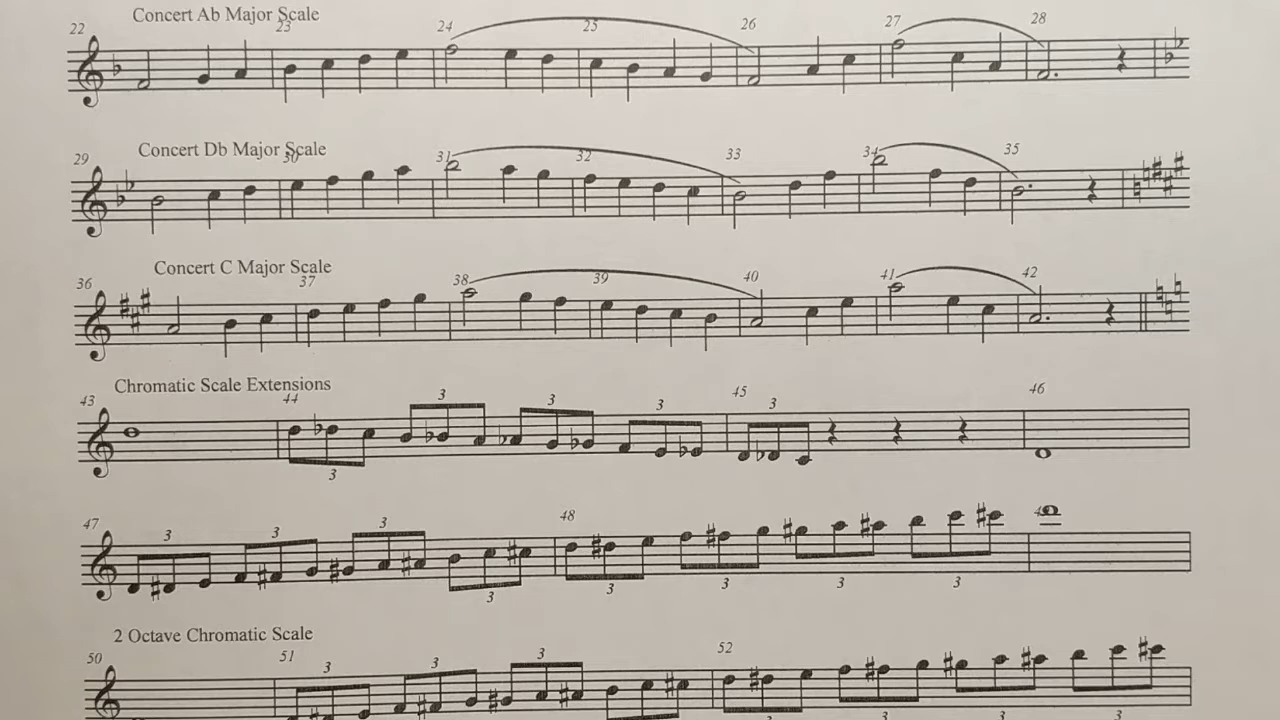 Concert Ab Major Scale
22 23 24 25 26 27 28
Concert Db Major Scale
29 30 31 32 33 34 35
Concert C Major Scale
36 37 38 39 40 41 42
Chromatic Scale Extensions
43 44 3 3 3 45 3 46
3
47 3 3 3 48
3 3 3 3 3
2 Octave Chromatic Scale
50 51 3 3 3 52
3 3 3 3